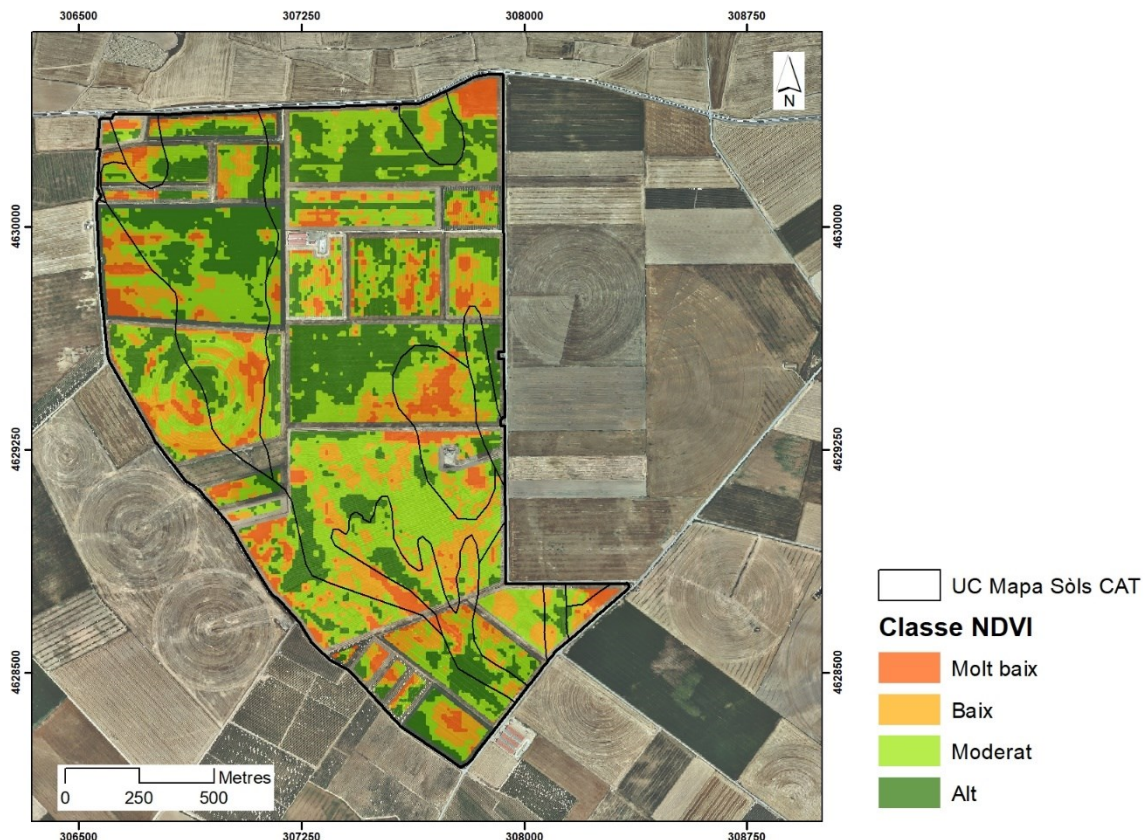 306500 307250 308000 308750
N
4630000 4630000
4629250 4629250
4628500 4628500
Metres
0 250 500
306500 307250 308000 308750
UC Mapa Sòls CAT
Classe NDVI
Molt baix
Baix
Moderat
Alt